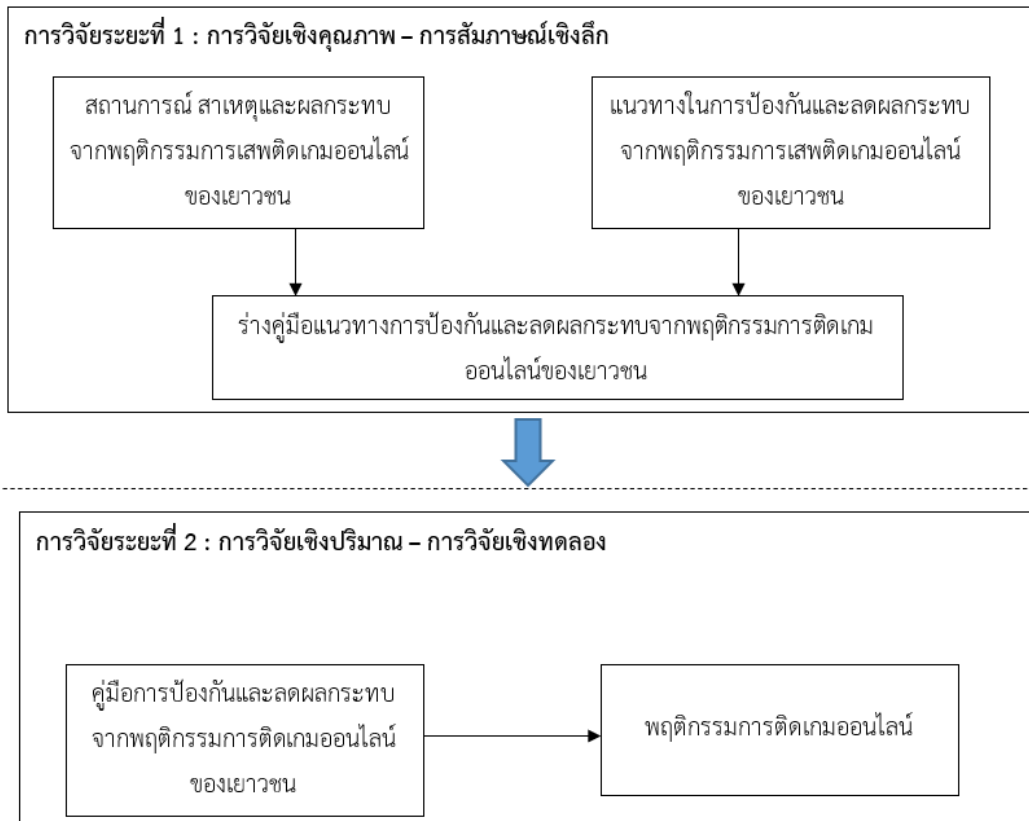 การวิจัยระยะที่ 1 : การวิจัยเชิงคุณภาพ – การสัมภาษณ์เชิงลึก
สถานการณ์ สาเหตุและผลกระทบ
จากพฤติกรรมการเสพติดเกมออนไลน์
ของเยาวชน
แนวทางในการป้องกันและลดผลกระทบ
จากพฤติกรรมการเสพติดเกมออนไลน์
ของเยาวชน
ร่างคู่มือแนวทางการป้องกันและลดผลกระทบจากพฤติกรรมการติดเกม
ออนไลน์ของเยาวชน
การวิจัยระยะที่ 2 : การวิจัยเชิงปริมาณ – การวิจัยเชิงทดลอง
คู่มือการป้องกันและลดผลกระทบ
จากพฤติกรรมการติดเกมออนไลน์
ของเยาวชน
พฤติกรรมการติดเกมออนไลน์